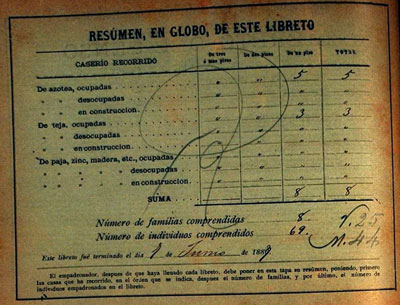 RESÚMEN, EN GLOBO, DE ESTE LIBRETO
CASERÍO RECORRIDO De tres ó mas pisos De dos pisos De un piso TOTAL
De azotea, ocupadas " " 5 5
" " desocupadas " " " "
" " en construccion " " " "
De teja, ocupadas " " 3 3
" " desocupadas " " " "
" " en construccion " " " "
De paja, zinc, madera, etc., ocupadas " " " "
" " " desocupadas " " " "
" " " en construccion " " " "
SUMA " " 8 8
Número de familias comprendidas 8 V. 25
Número de individuos comprendidos 69 M. 44
Este libreto fué terminado el dia de Junio de 188
El empadronador, despues de que haya llenado cada libreto, debe poner en esta tapa su resúmen, poniendo, primero
las casas que ha recorrido, en el órden que se indica, despues el número de familias, y por último, el número de
individuos empadronados en el libreto.